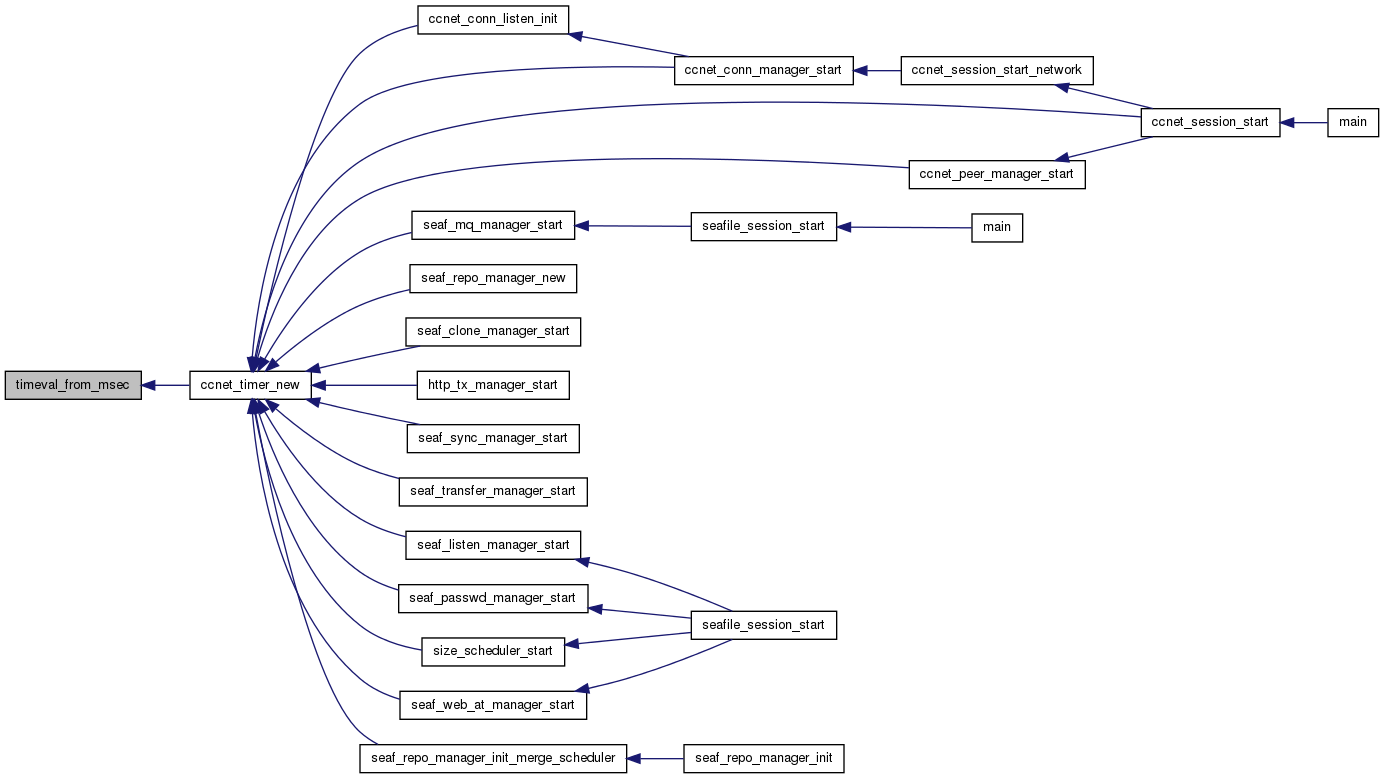 ccnet_conn_listen_init
ccnet_conn_manager_start
ccnet_session_start_network
ccnet_session_start
main
ccnet_peer_manager_start
seaf_mq_manager_start
seafile_session_start
main
seaf_repo_manager_new
seaf_clone_manager_start
timeval_from_msec
ccnet_timer_new
http_tx_manager_start
seaf_sync_manager_start
seaf_transfer_manager_start
seaf_listen_manager_start
seaf_passwd_manager_start
seafile_session_start
size_scheduler_start
seaf_web_at_manager_start
seaf_repo_manager_init_merge_scheduler
seaf_repo_manager_init